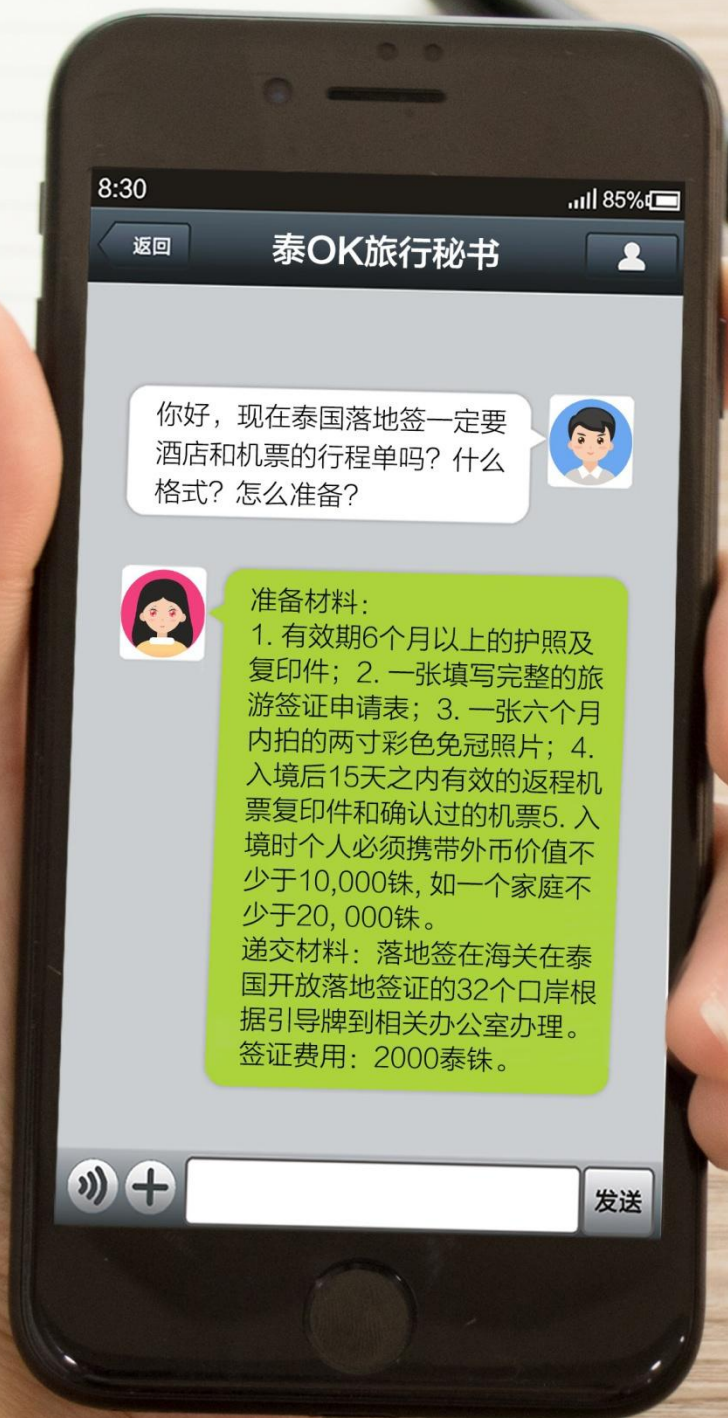 8:30
85%
返回
泰OK旅行秘书
你好，现在泰国落地签一定要
酒店和机票的行程单吗？什么
格式？怎么准备？
准备材料：
1. 有效期6个月以上的护照及
复印件；2. 一张填写完整的旅
游签证申请表；3. 一张六个月
内拍的两寸彩色免冠照片；4.
入境后15天之内有效的返程机
票复印件和确认过的机票5. 入
境时个人必须携带外币价值不
少于10,000铢, 如一个家庭不
少于20, 000铢。
递交材料：落地签在海关在泰
国开放落地签证的32个口岸根
据引导牌到相关办公室办理。
签证费用：2000泰铢。
发送